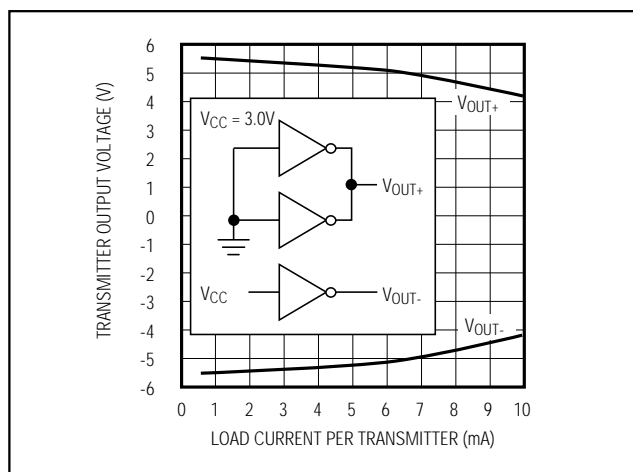 TRANSMITTER OUTPUT VOLTAGE (V)
6
5
4
3
2
1
0
-1
-2
-3
-4
-5
-6
VOUT+
VCC = 3.0V
VOUT+
VCC
VOUT-
VOUT-
0 1 2 3 4 5 6 7 8 9 10
LOAD CURRENT PER TRANSMITTER (mA)